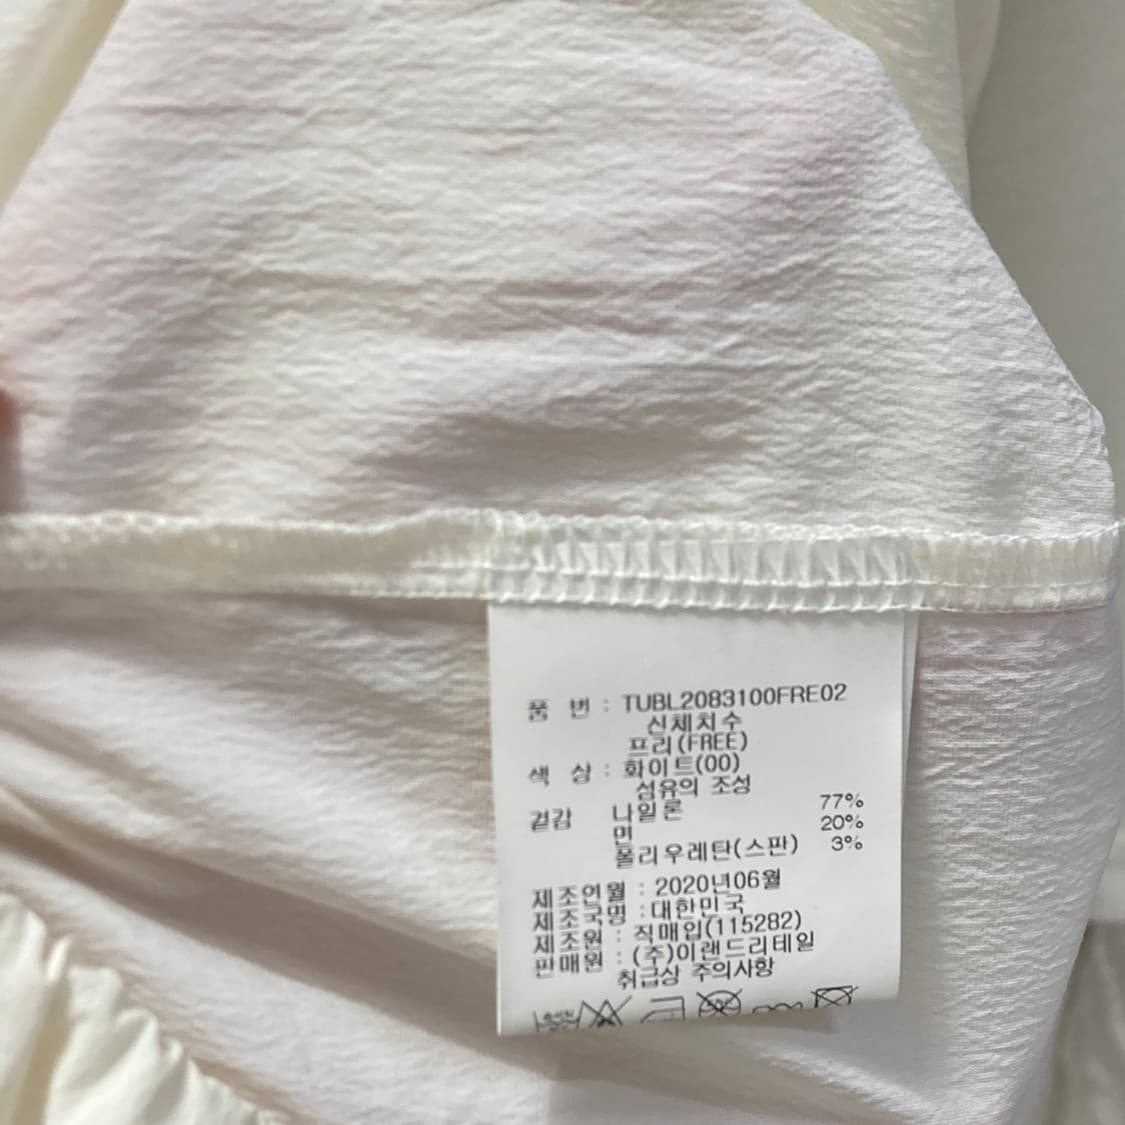 품 번 : TUBL2083100FRE02
신체치수
프리(FREE)
색 상 : 화이트(00)
섬유의 조성
겉감 나일론 77%
면 20%
폴리우레탄(스판) 3%
제조연월 : 2020년06월
제조국명 : 대한민국
제조원 : 직매입(115282)
판매원 : (주)이랜드리테일
취급상 주의사항